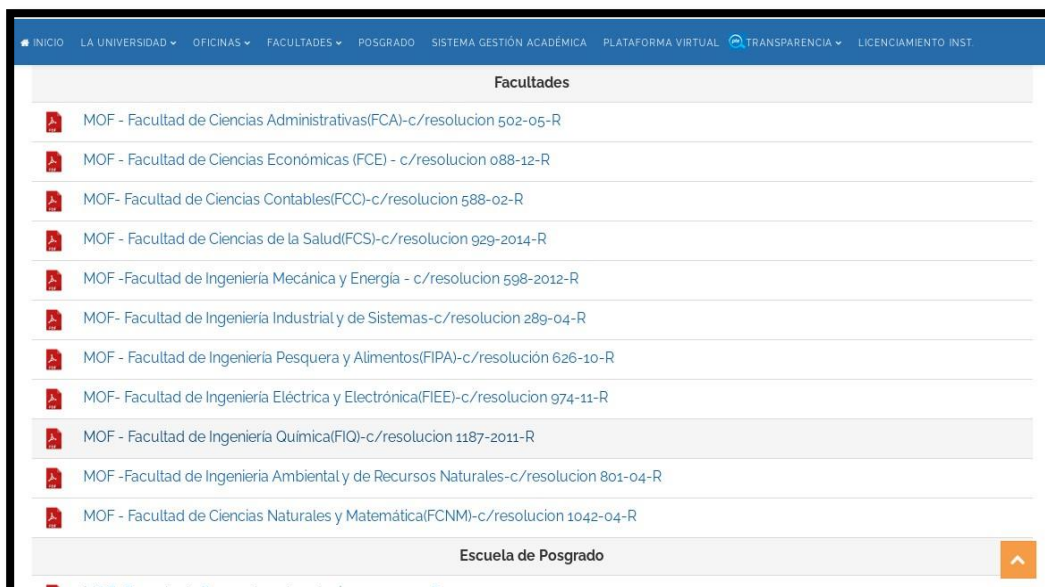 INICIO LA UNIVERSIDAD OFICINAS FACULTADES POSGRADO SISTEMA GESTIÓN ACADÉMICA PLATAFORMA VIRTUAL TRANSPARENCIA LICENCIAMIENTO INST.
Facultades
MOF - Facultad de Ciencias Administrativas(FCA)-c/resolucion 502-05-R
MOF - Facultad de Ciencias Económicas (FCE) - c/resolucion 088-12-R
MOF- Facultad de Ciencias Contables(FCC)-c/resolucion 588-02-R
MOF - Facultad de Ciencias de la Salud(FCS)-c/resolucion 929-2014-R
MOF -Facultad de Ingeniería Mecánica y Energía - c/resolucion 598-2012-R
MOF- Facultad de Ingeniería Industrial y de Sistemas-c/resolucion 289-04-R
MOF - Facultad de Ingeniería Pesquera y Alimentos(FIPA)-c/resolución 626-10-R
MOF- Facultad de Ingeniería Eléctrica y Electrónica(FIEE)-c/resolucion 974-11-R
MOF - Facultad de Ingeniería Química(FIQ)-c/resolucion 1187-2011-R
MOF -Facultad de Ingenieria Ambiental y de Recursos Naturales-c/resolucion 801-04-R
MOF - Facultad de Ciencias Naturales y Matemática(FCNM)-c/resolucion 1042-04-R
Escuela de Posgrado